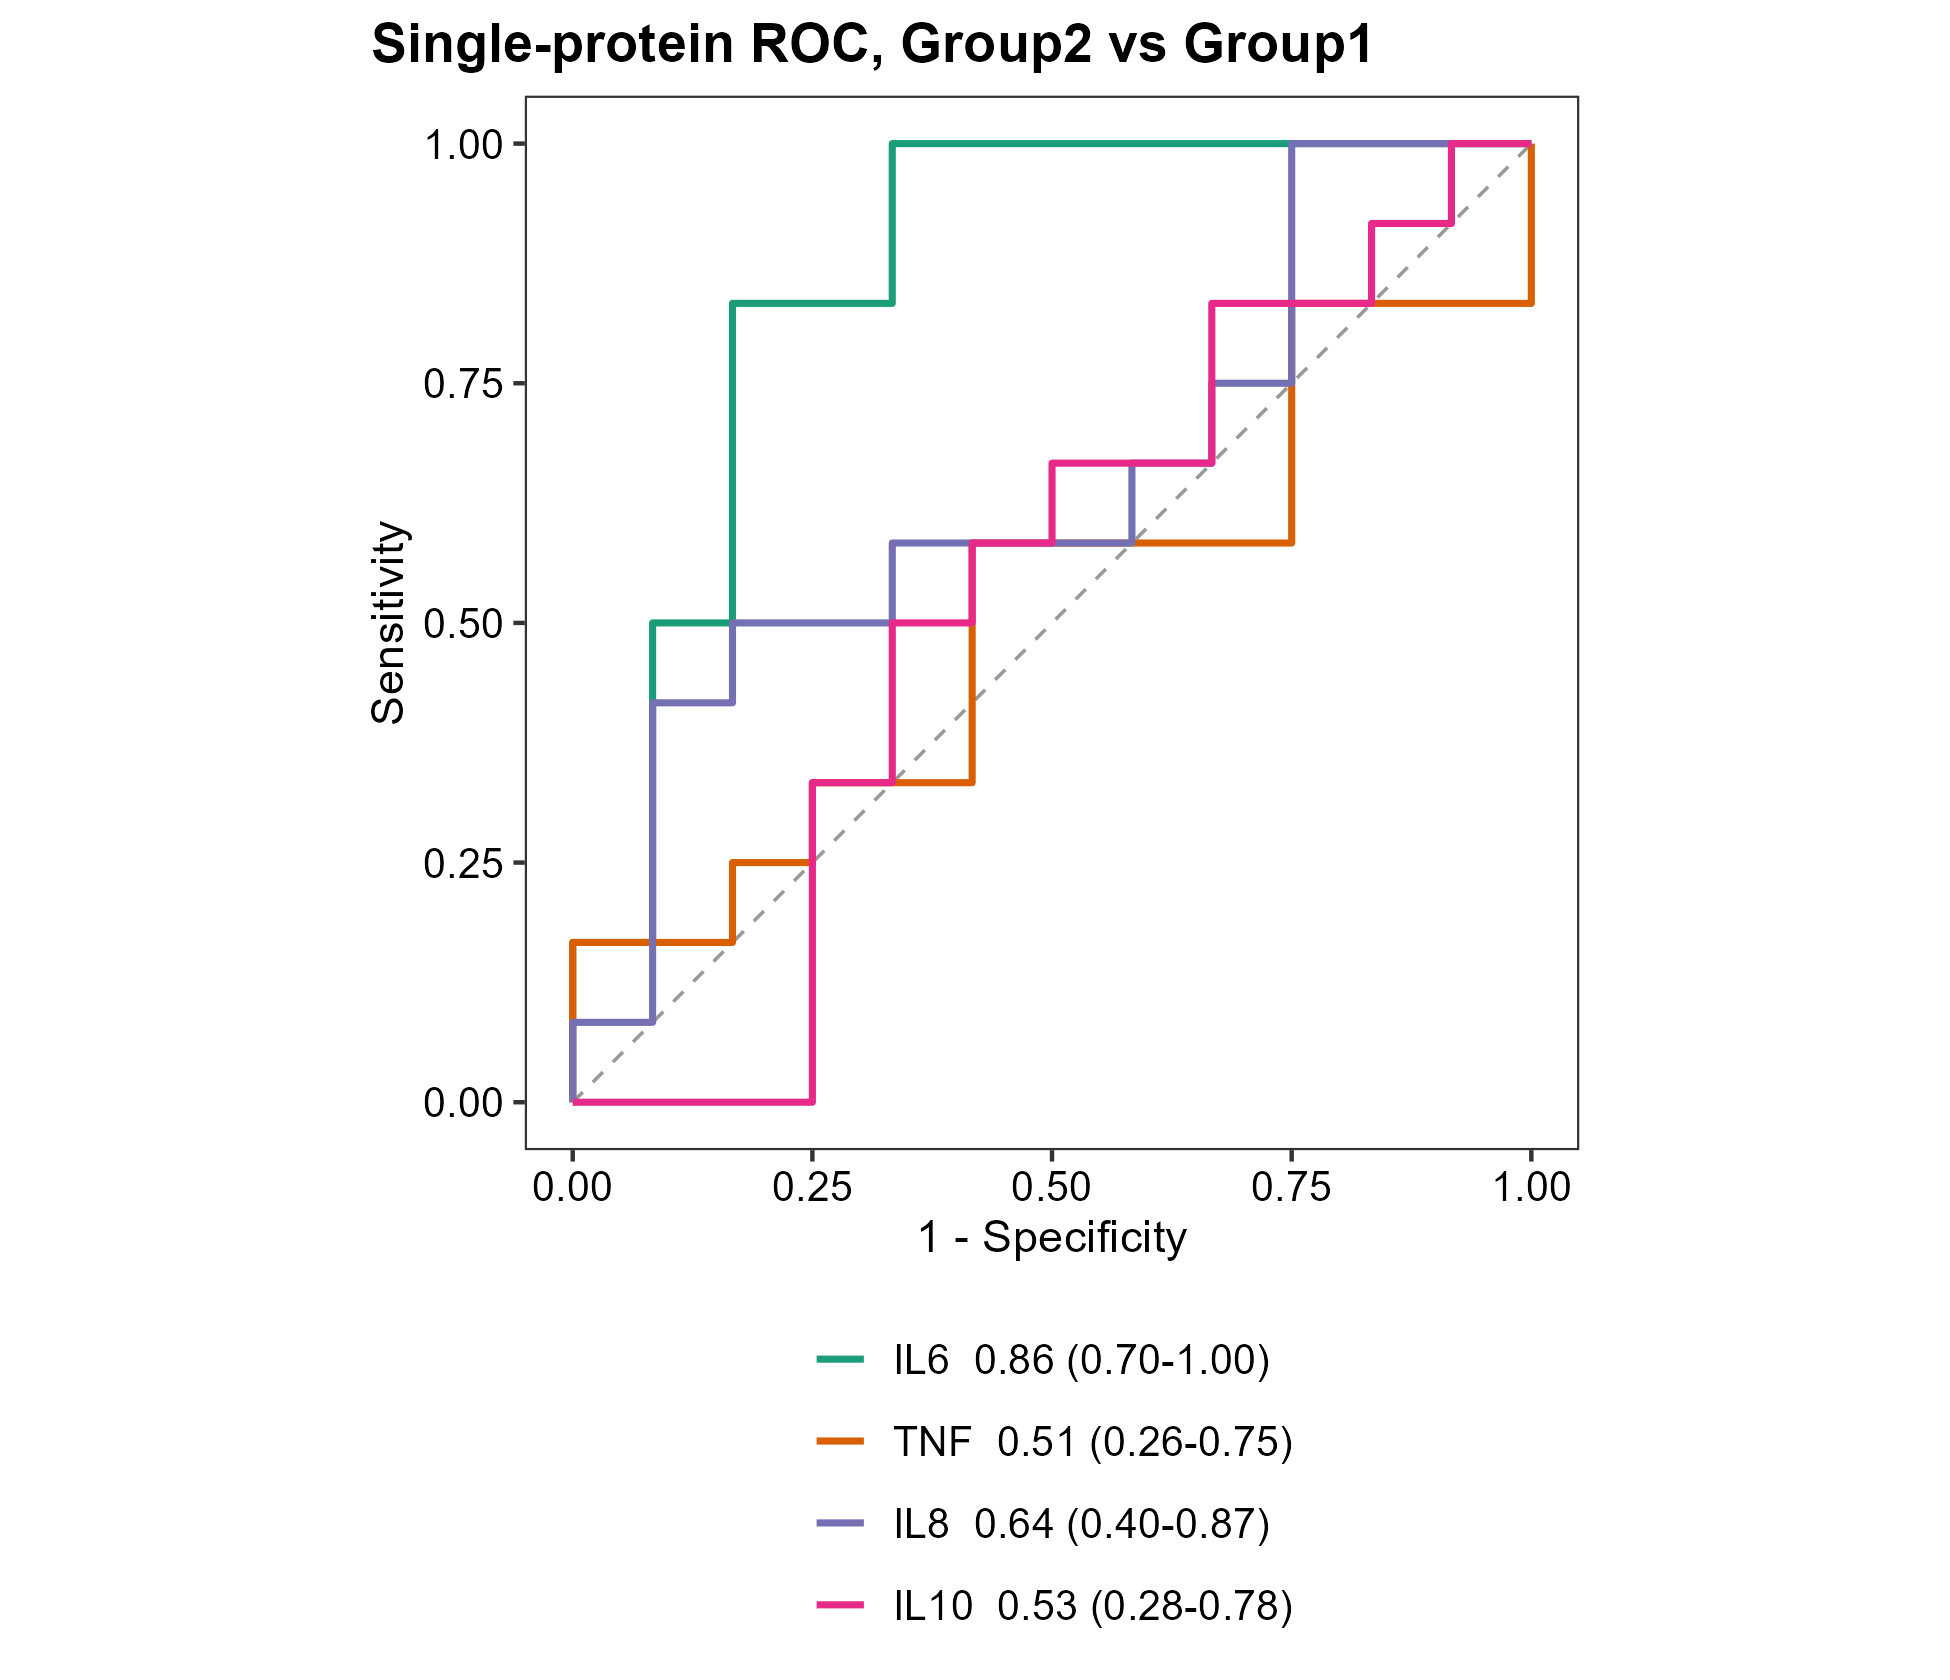 Single-protein ROC, Group2 vs Group1
1.00
0.75
0.50
0.25
0.00
Sensitivity
0.00 0.25 0.50 0.75 1.00
1 - Specificity
IL6 0.86 (0.70-1.00)
TNF 0.51 (0.26-0.75)
IL8 0.64 (0.40-0.87)
IL10 0.53 (0.28-0.78)